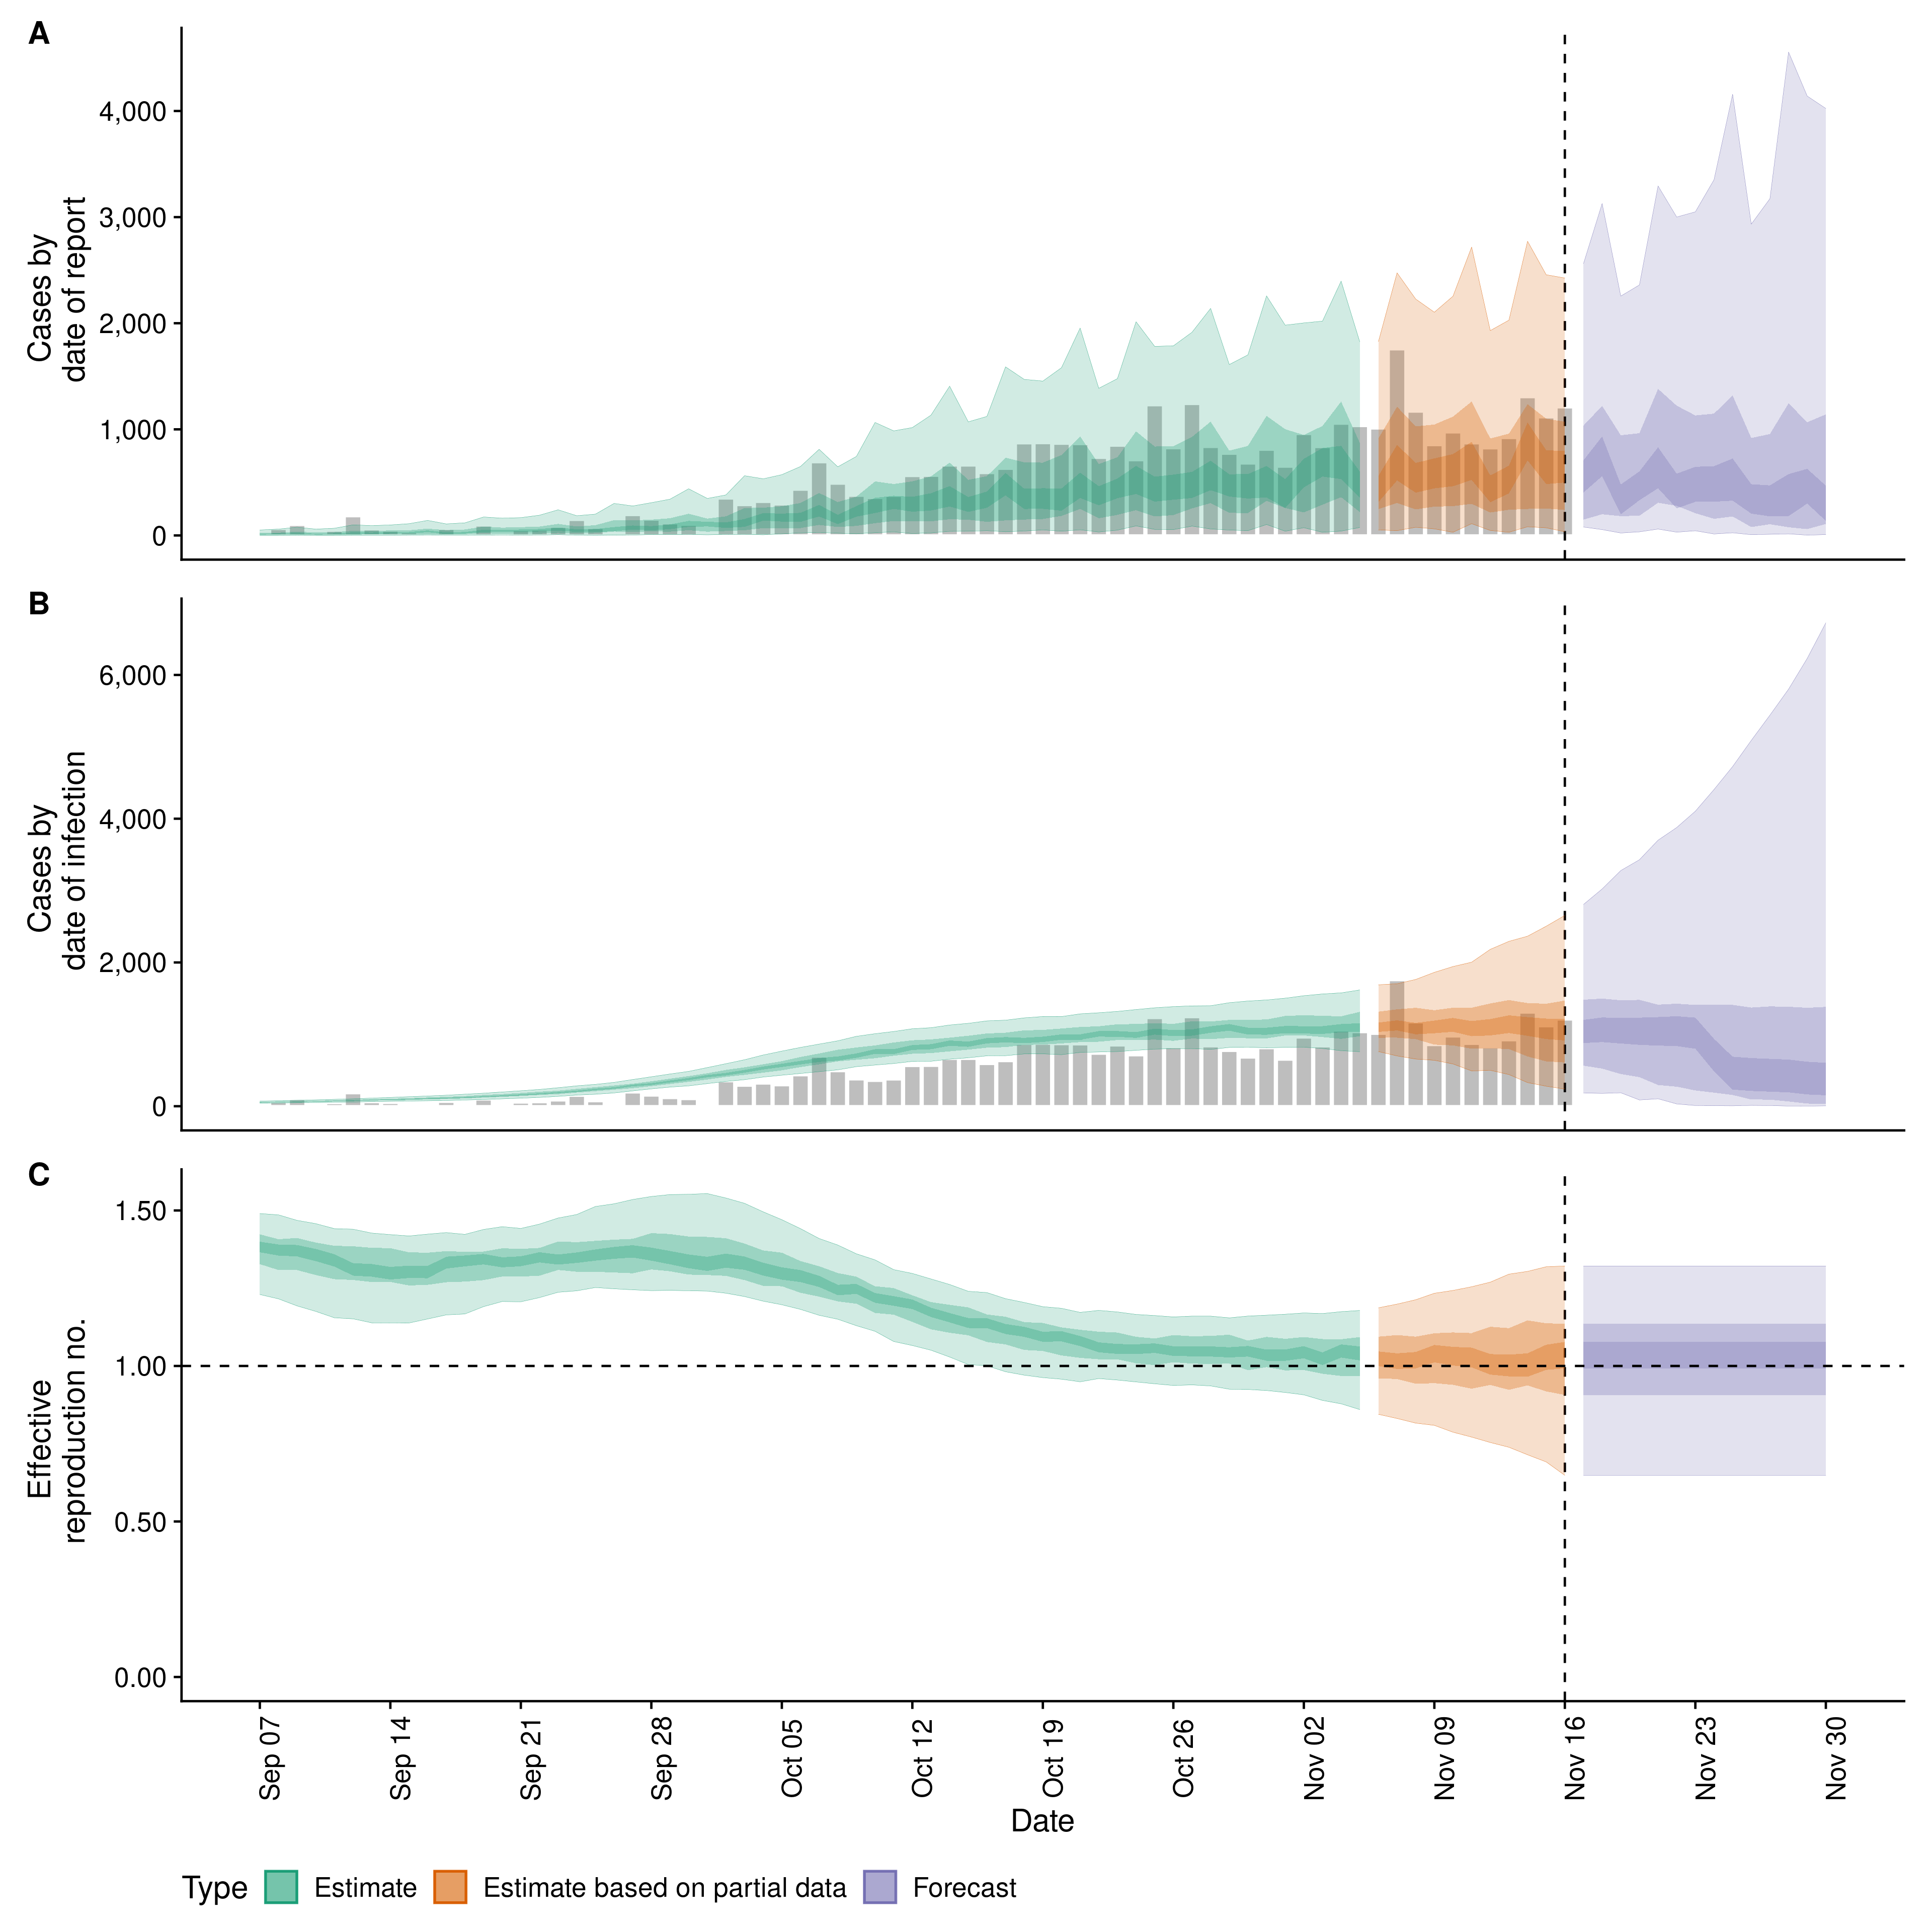 A
4,000
3,000
2,000
1,000
0
Cases by
date of report
B
6,000
4,000
2,000
0
Cases by
date of infection
C
1.50
1.00
0.50
0.00
Effective
reproduction no.
Sep 07
Sep 14
Sep 21
Sep 28
Oct 05
Oct 12
Oct 19
Oct 26
Nov 02
Nov 09
Nov 16
Nov 23
Nov 30
Date
Type Estimate Estimate based on partial data Forecast